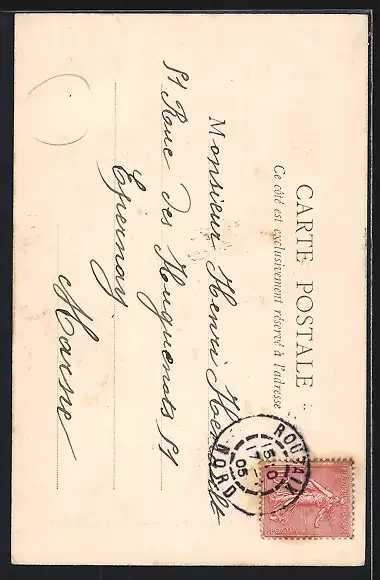 CARTE POSTALE
Ce côté est exclusivement réservé à l'adresse
Monsieur Henri
51 Rue des Huguenots 51
Epernay
Marne
ROUBAIX
NORD
05